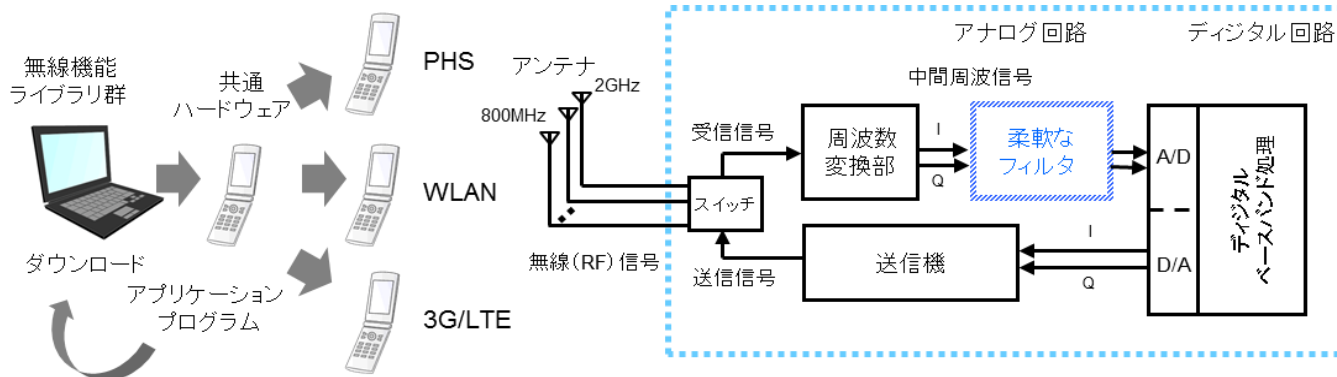 無線機能
ライブラリ群
共通
ハードウェア
ダウンロード
アプリケーション
プログラム
PHS
WLAN
3G/LTE
アンテナ
2GHz
800MHz
無線(RF)信号
アナログ回路
ディジタル回路
中間周波信号
受信信号
周波数
変換部
I
Q
柔軟な
フィルタ
A/D
スイッチ
送信信号
送信機
I
Q
D/A
ディジタル
ベースバンド処理